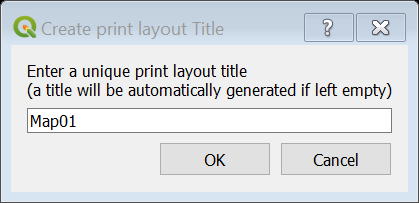 Create print layout Title
Enter a unique print layout title
(a title will be automatically generated if left empty)
Map01
OK
Cancel